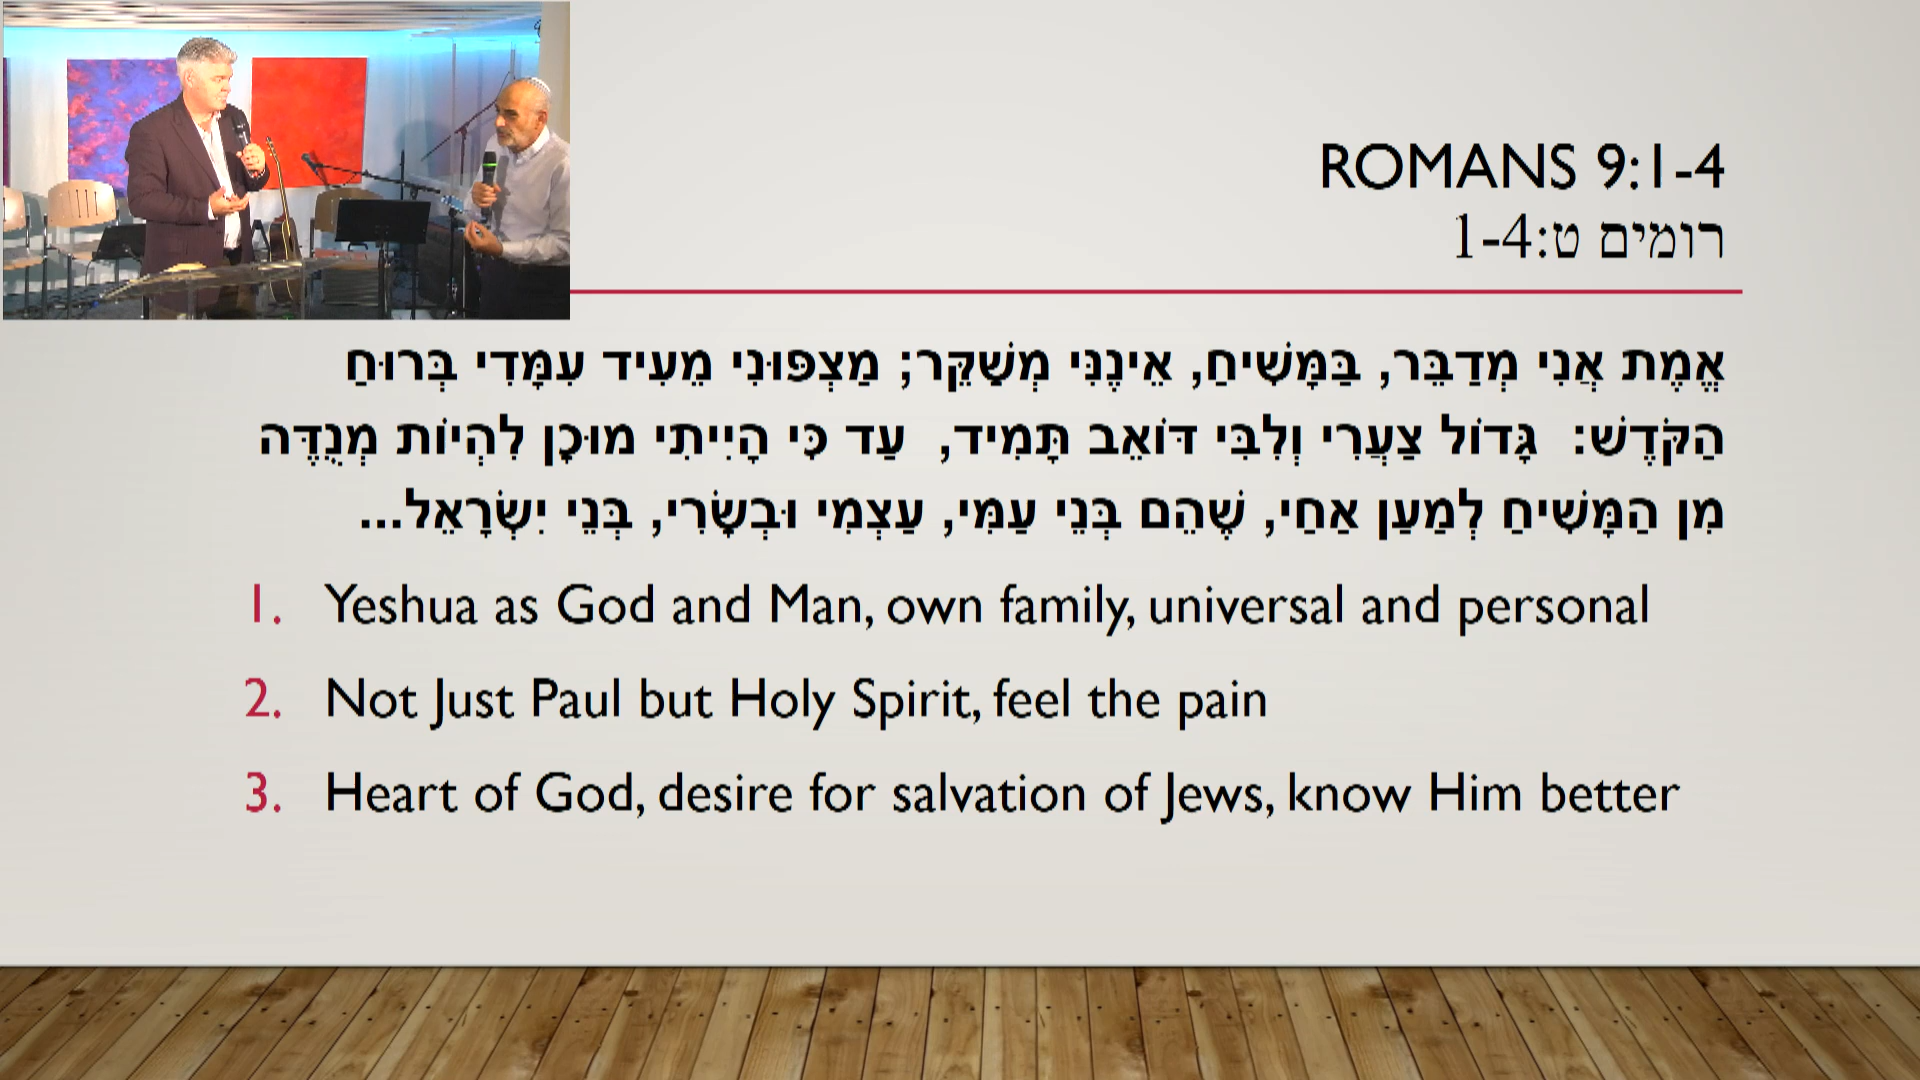 ROMANS 9:1-4
רומים ט:1-4
אֱמֶת אֲנִי מְדַבֵּר, בַּמָּשִׁיחַ, אֵינֶנִּי מְשַׁקֵּר; מַצְפּוּנִי מֵעִיד עִמָּדִי בְּרוּחַ
הַקֹּדֶשׁ: גָּדוֹל צַעֲרִי וְלִבִּי דּוֹאֵב תָּמִיד, עַד כִּי הָיִיתִי מוּכָן לִהְיוֹת מְנֻדֶּה
מִן הַמָּשִׁיחַ לְמַעַן אַחַי, שֶׁהֵם בְּנֵי עַמִּי, עַצְמִי וּבְשָׂרִי, בְּנֵי יִשְׂרָאֵל...
1. Yeshua as God and Man, own family, universal and personal
2. Not Just Paul but Holy Spirit, feel the pain
3. Heart of God, desire for salvation of Jews, know Him better